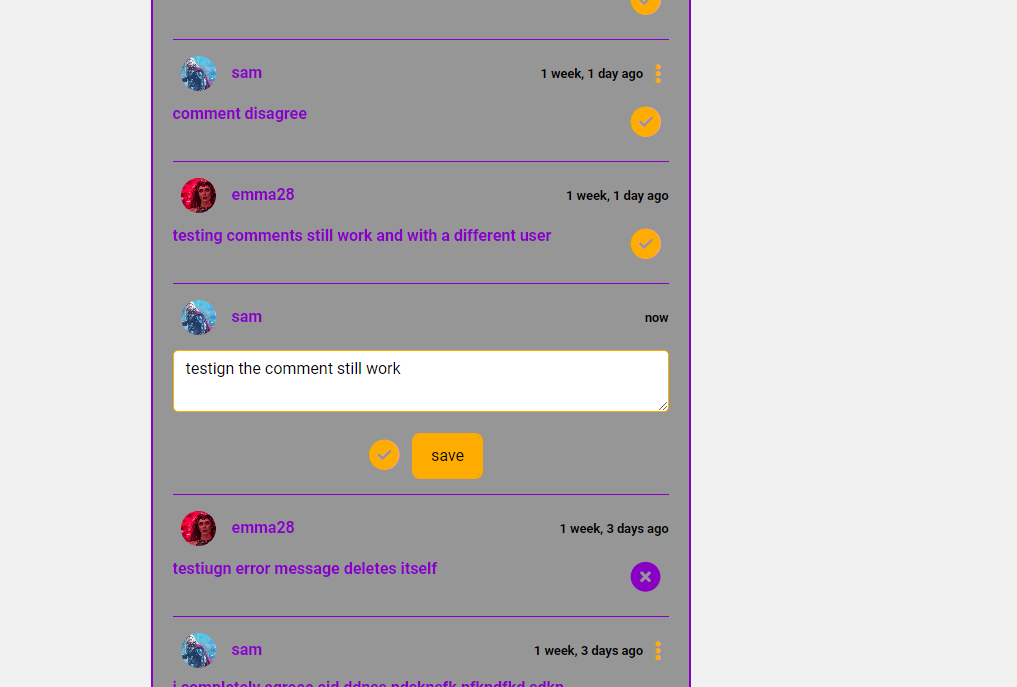 sam
1 week, 1 day ago
comment disagree
emma28
1 week, 1 day ago
testing comments still work and with a different user
sam
now
testign the comment still work
save
emma28
1 week, 3 days ago
testiugn error message deletes itself
sam
1 week, 3 days ago
i completely